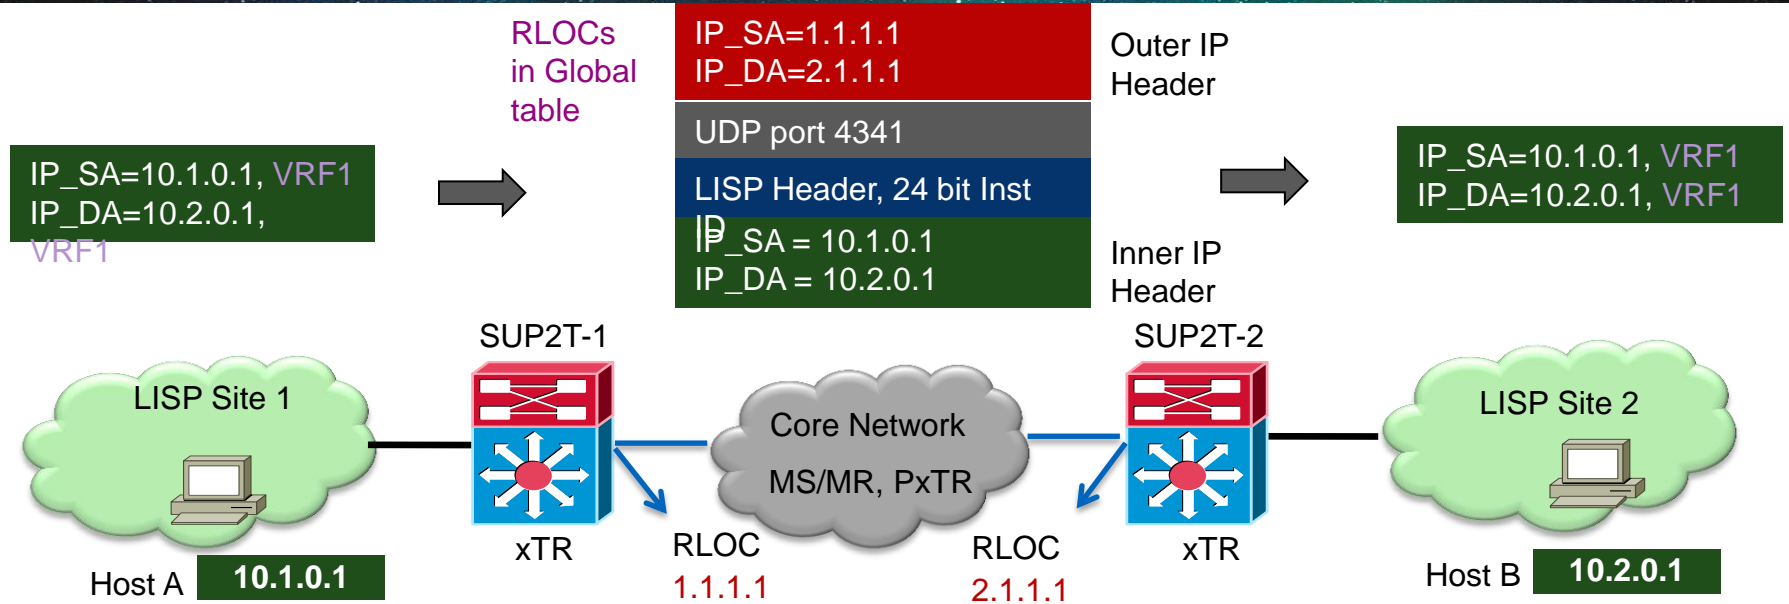 RLOCs
in Global
table
IP_SA=1.1.1.1
IP_DA=2.1.1.1
Outer IP
Header
UDP port 4341
LISP Header, 24 bit Inst
ID
IP_SA = 10.1.0.1
IP_DA = 10.2.0.1
Inner IP
Header
IP_SA=10.1.0.1, VRF1
IP_DA=10.2.0.1,
VRF1
IP_SA=10.1.0.1, VRF1
IP_DA=10.2.0.1, VRF1
SUP2T-1
SUP2T-2
LISP Site 1
Core Network
MS/MR, PxTR
LISP Site 2
xTR
RLOC
1.1.1.1
RLOC
2.1.1.1
xTR
Host A
10.1.0.1
Host B
10.2.0.1